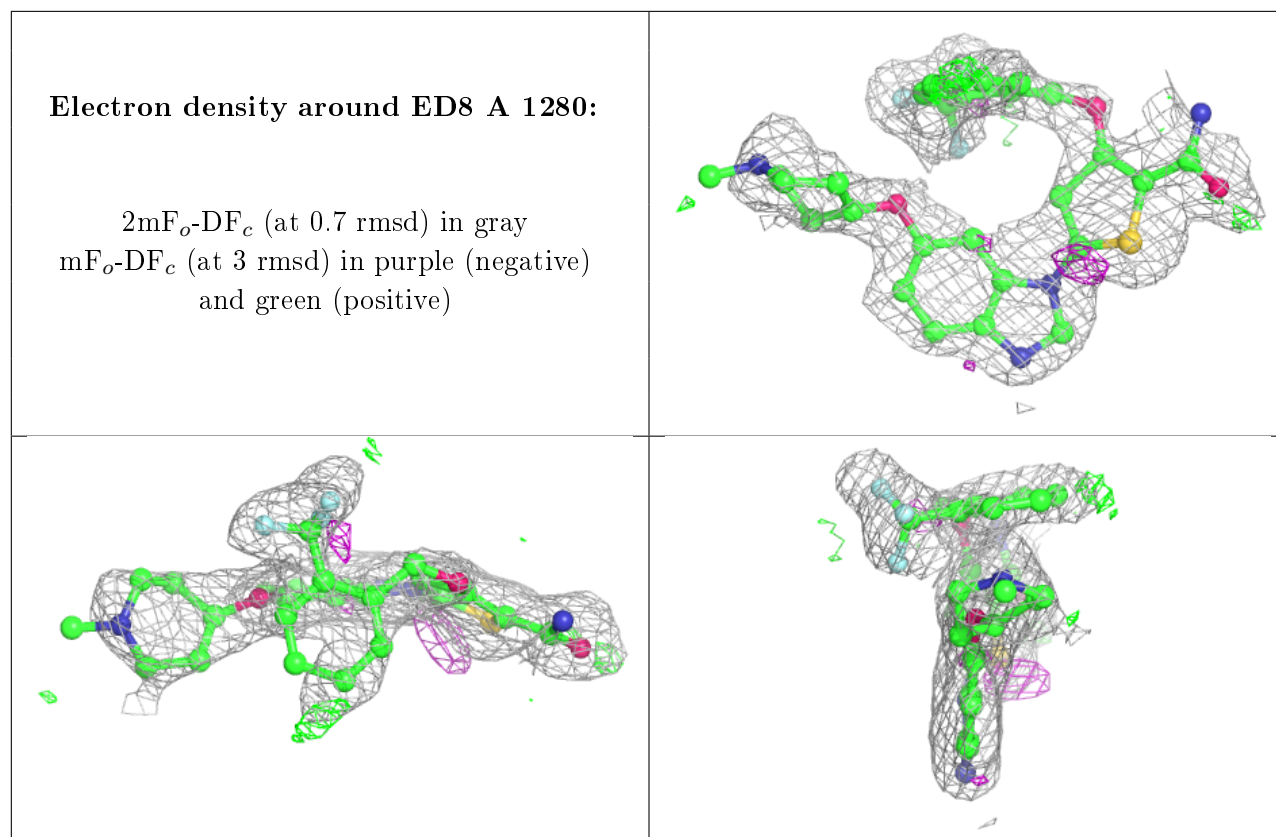 Electron density around ED8 A 1280:
2mFₒ-DF𝒸 (at 0.7 rmsd) in gray
mFₒ-DF𝒸 (at 3 rmsd) in purple (negative)
and green (positive)